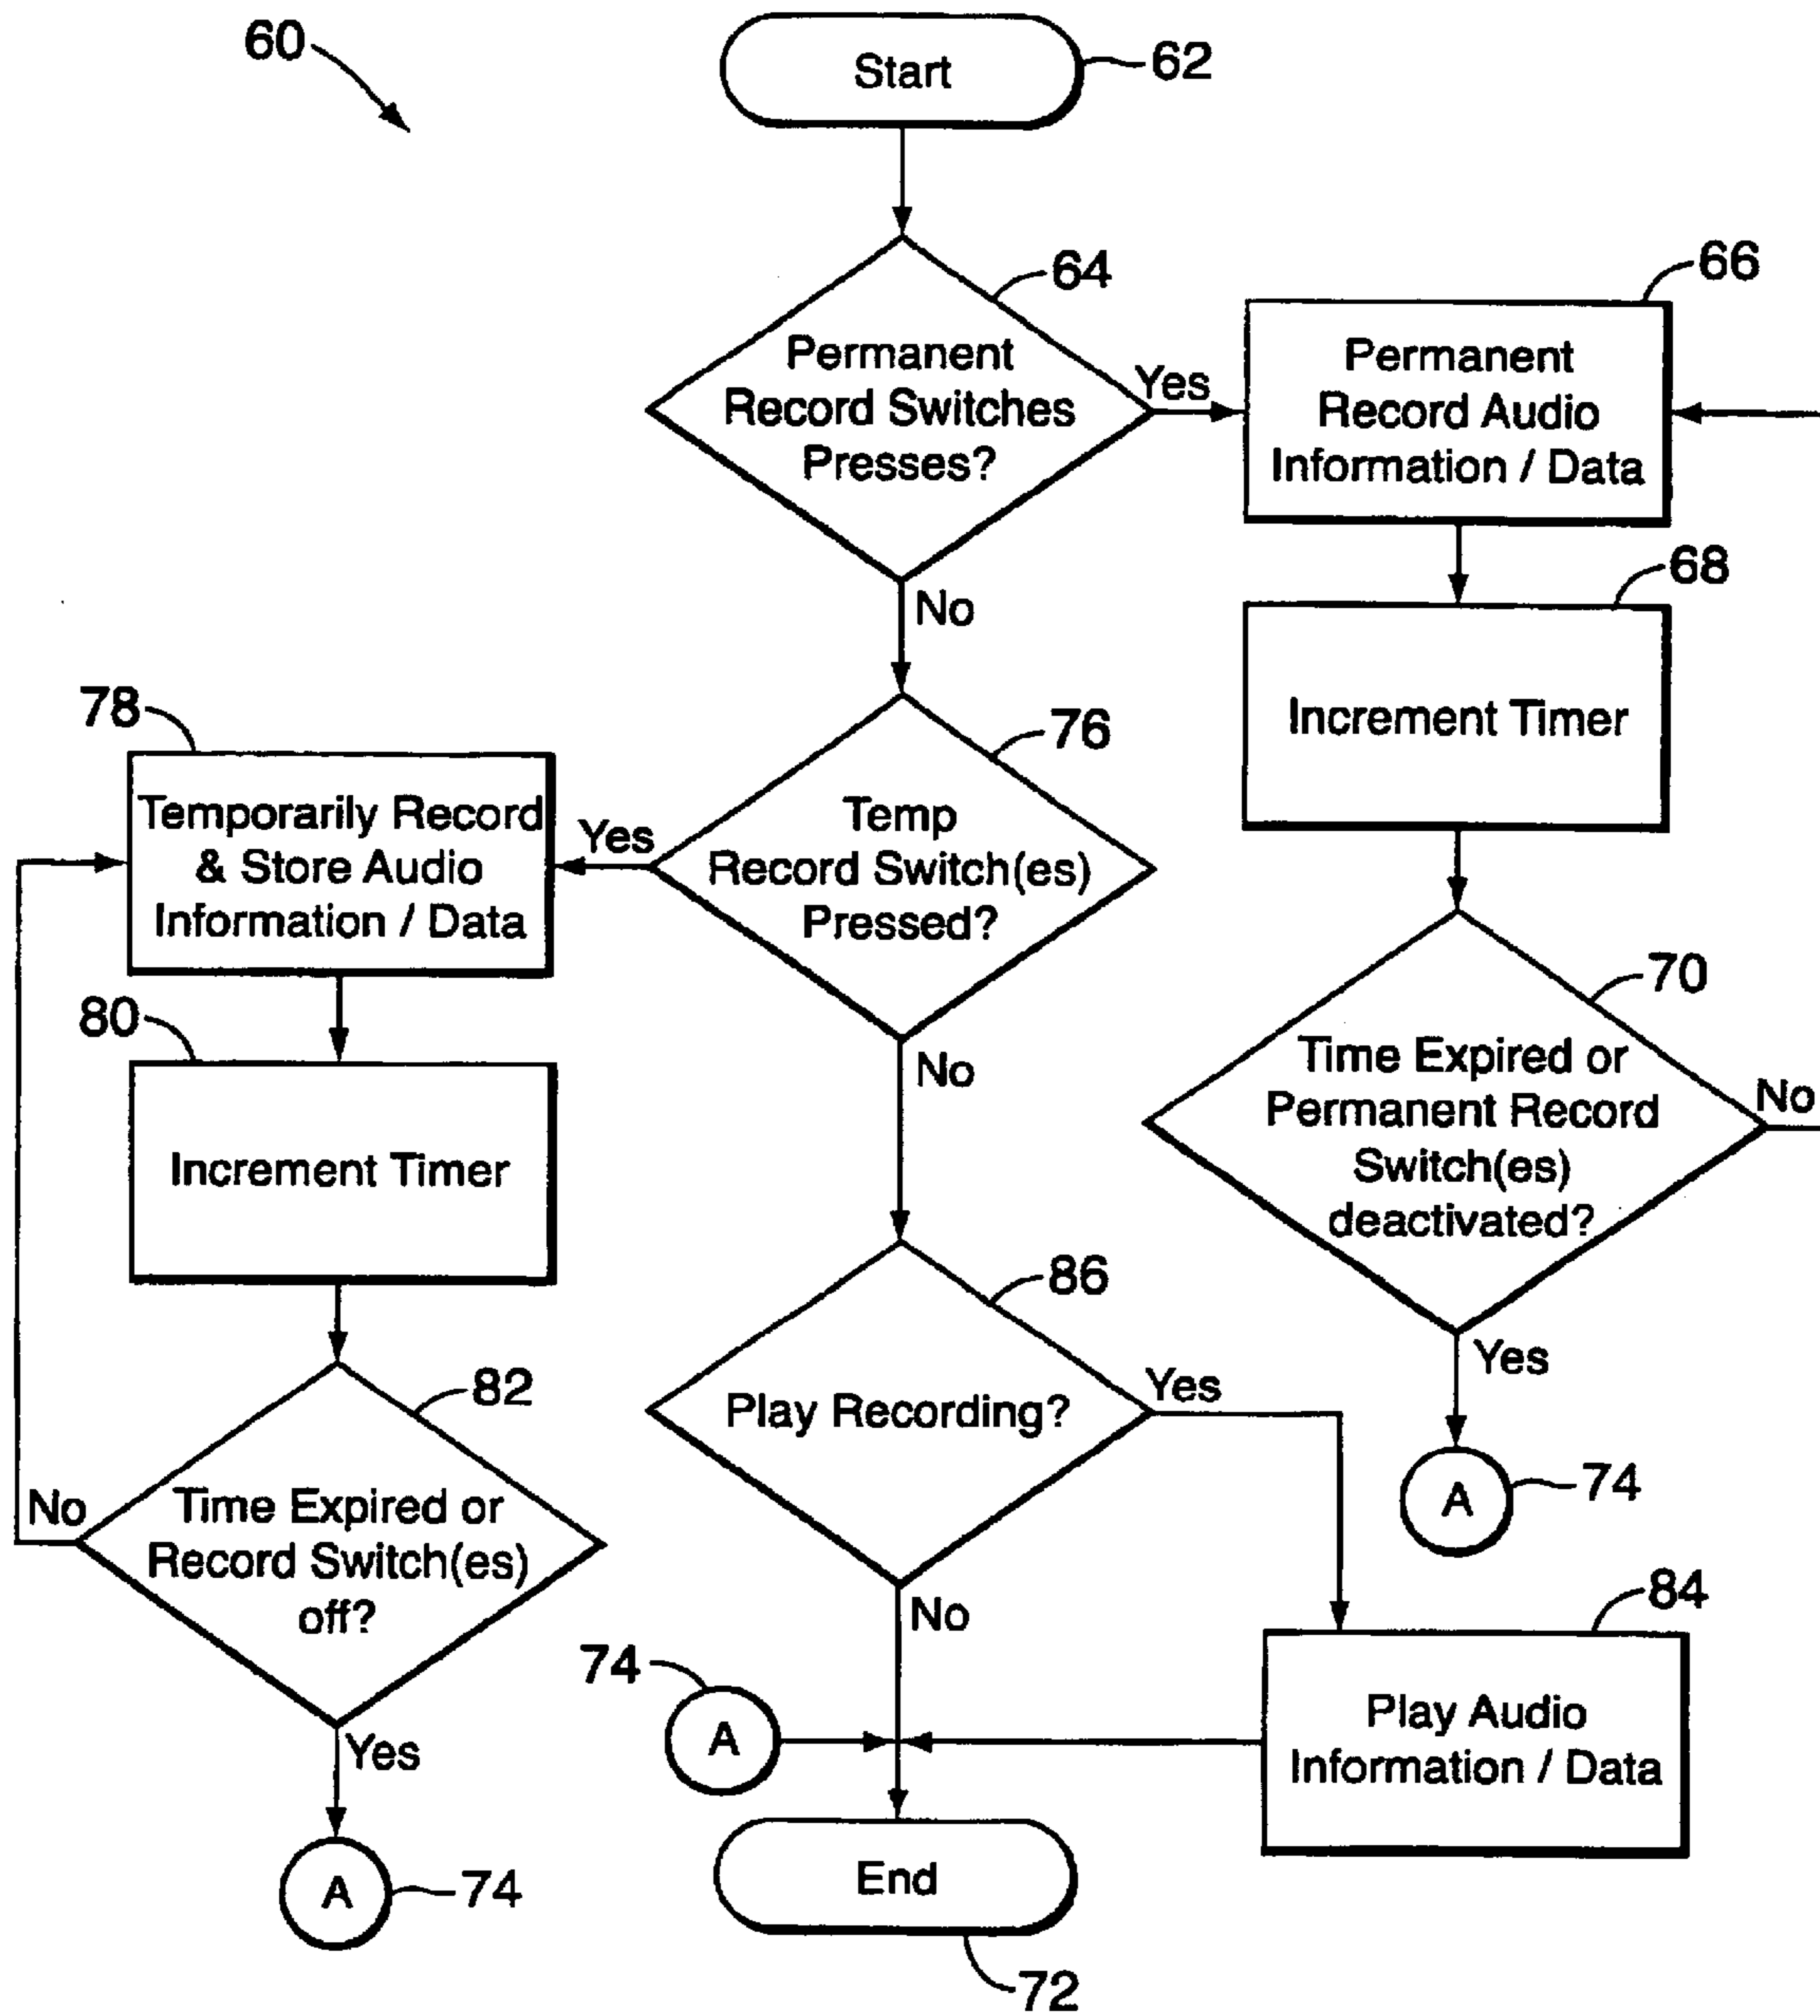 60
Start
62
64
Permanent
Record Switches
Presses?
Yes
No
66
Permanent
Record Audio
Information / Data
68
Increment Timer
70
Time Expired or
Permanent Record
Switch(es)
deactivated?
No
Yes
A
74
76
Temp
Record Switch(es)
Pressed?
Yes
No
78
Temporarily Record
& Store Audio
Information / Data
80
Increment Timer
82
Time Expired or
Record Switch(es)
off?
No
Yes
A
74
86
Play Recording?
Yes
No
84
Play Audio
Information / Data
74
A
End
72